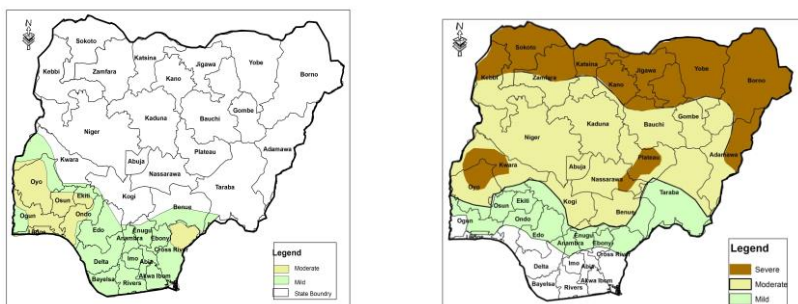 N
Sokoto
Katsina
Jigawa
Yobe
Borno
Kebbi
Zamfara
Kano
Kaduna
Bauchi
Gombe
Niger
Adamawa
Kwara
Abuja
Plateau
Nassarawa
Oyo
Kogi
Taraba
Osun
Ekiti
Benue
Ogun
Ondo
Edo
Enugu
Anambra
Ebonyi
Cross River
Delta
Imo
Abia
Bayelsa
Rivers
Akwa Ibum
Legend
Moderate
Mild
State Boundry
N
Sokoto
Katsina
Jigawa
Yobe
Borno
Kebbi
Zamfara
Kano
Kaduna
Bauchi
Gombe
Niger
Adamawa
Kwara
Abuja
Plateau
Nassarawa
Oyo
Kogi
Taraba
Osun
Ekiti
Benue
Ogun
Ondo
Edo
Enugu
Anambra
Ebonyi
Cross River
Delta
Imo
Abia
Bayelsa
Rivers
Akwa Ibum
Legend
Severe
Moderate
Mild